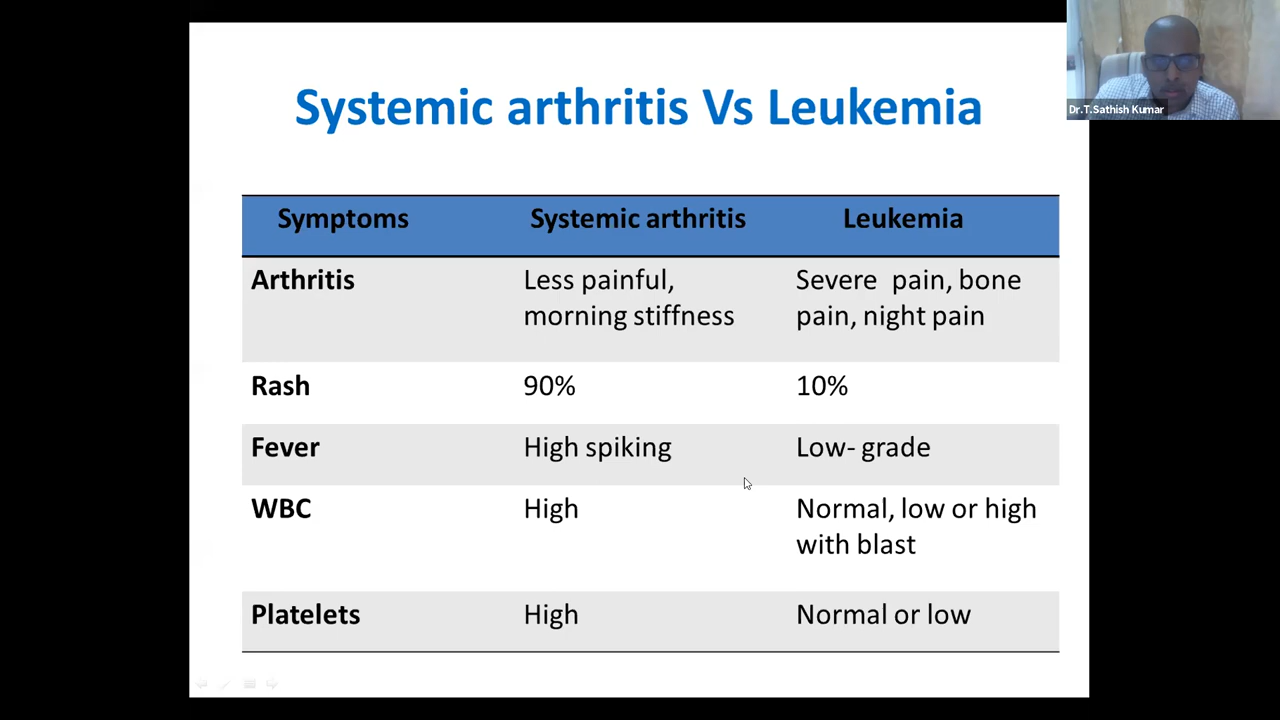 Dr.T.Sathish Kumar
Systemic arthritis Vs Leukemia
Symptoms Systemic arthritis Leukemia
Arthritis Less painful, Severe pain, bone
morning stiffness pain, night pain
Rash 90% 10%
Fever High spiking Low- grade
WBC High Normal, low or high
with blast
Platelets High Normal or low